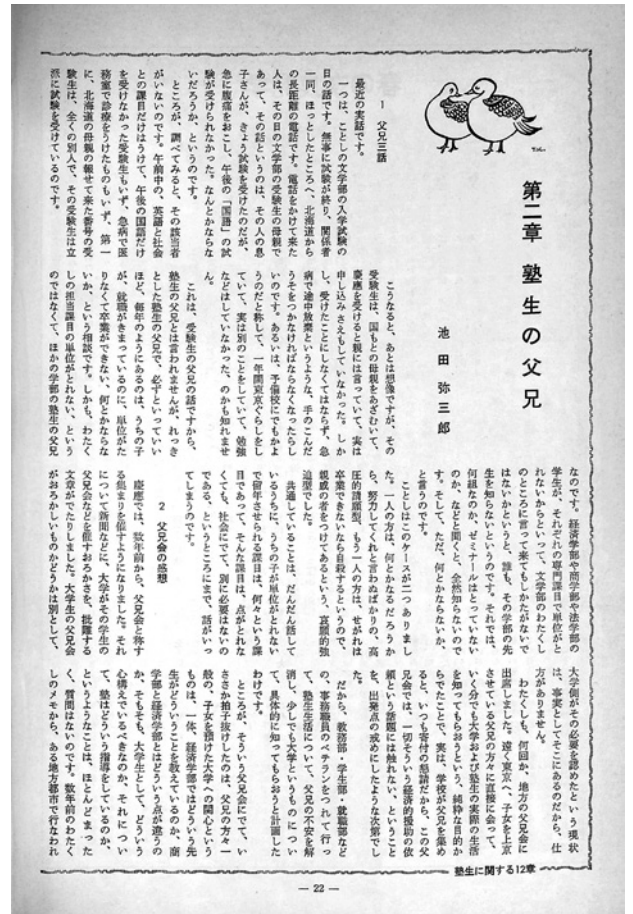 第二章 塾生の父兄
池田弥三郎
1 父兄三話
最近の実話です。
一つは、ことしの文学部の入学試験の
日の話です。無事に試験が終り、関係者
一同、ほっとしたところへ、北海道から
の長距離の電話です。電話をかけて来た
人は、その日の文学部の受験生の母親で
あって、その話というのは、その人の息
子さんが、きょう試験を受けたのだが、
急に腹痛をおこし、午後の「国語」の試
験が受けられなかった。なんとかならな
いだろうか、というのです。
ところが、調べてみると、その該当者
がいないのです。午前中の、英語と社会
との課目だけはうけて、午後の国語だけ
を受けなかった受験生もいず、急病で医
務室で診療をうけたものもいず、第一
に、北海道の母親の報せて来た番号の受
験生は、全くの別人で、その受験生は立
派に試験を受けているのです。
こうなると、あとは想像ですが、その
受験生は、国もとの母親をあざむいて、
慶應を受けると親には言っていて、実は
申し込みさえもしていなかった。しか
し、受けたことにしなくてはならず、急
病で途中放棄というような、手のこんだ
うそをつかなければならなくなったらし
いのです。あるいは、予備校にでもかよ
うのだと称して、一年間東京ぐらしをし
ていて、実は別のことをしていて、勉強
などはしていなかった、のかも知れませ
ん。
これは、受験生の父兄の話ですから、
塾生の父兄とは言われませんが、れっき
とした塾生の父兄で、必ずといっていい
ほど、毎年のようにあるのは、うちの子
が、就職がきまっているのに、単位がた
りなくて卒業ができない、何とかならな
いか、という相談です。しかも、わたく
しの担当課目の単位がとれない、という
のではなくて、ほかの学部の塾生の父兄
なのです。経済学部や商学部や法学部の
学生が、それぞれの専門課目で単位がと
れないからといって、文学部のわたくし
のところに言って来てもしかたがないで
はないかというと、誰も、その学部の先
生を知らないというのです。それでは、
何組なのか、ゼミナールはとっていない
のか、などと聞くと、全然知らないので
す。そして、ただ、何とかならないか、
と言うのです。
ことしはこのケースが二つありまし
た。一人の方は、何とかなるだろうか
ら、努力してくれと言わぬばかりの、高
圧的請願型、もう一人の方は、せがれは
卒業できないなら自殺するというので、
親戚の者をつけてあるという、哀願的強
迫型でした。
共通していることは、だんだん話して
いるうちに、うちの子が単位がとれない
で留年させられる課目は、何々という課
目であって、そんな課目は、点がとれな
くても、社会にでて、別に必要はないの
である、というところにまで、話がいっ
てしまうのです。
2 父兄会の感想
慶應では、数年前から、父兄会と称す
る集まりを催すようになりました。それ
について新聞などに、大学がその学生の
父兄会などを催すおろかさを、批難する
文章がでたりしました。大学生の父兄会
がおろかしいものかどうかは別として、
大学側がその必要を認めたという現状
は、事実としてそこにあるのだから、仕
方がありません。
わたくしも、何回か、地方の父兄会に
出席しました。遠く東京へ、子女を上京
させている父兄の方々に直接に会って、
いく分でも大学および塾生の実際の生活
を知ってもらおうという、純粋な目的か
らでたことで、実は、学校が父兄を集め
ると、いつも寄付の懇請だから、この父
兄会では、一切そういう経済的援助の依
頼という話題には触れない、ということ
を、出発点の戒めにしたような次第でし
た。
だから、教務部・学生部・就職部など
の、事務職員のベテランをつれて行っ
て、塾生生活について、父兄の不安を解
消し、少しでも大学というものについ
て、具体的に知ってもらおうと計画した
わけです。
ところが、そういう父兄会にでて、い
ささか拍子抜けしたのは、父兄の方々一
般の、子女を預けた大学への関心という
ものは、一体、経済学部ではどういう先
生がどういうことを教えているのか、商
学部と経済学部とはどういう点が違うの
か、そもそも、大学生として、どういう
心構えでいるべきなのか、それについ
て、塾はどういう指導をしているのか、
というようなことは、ほとんどまった
く、質問はないのです。数年前のわたく
しのメモから、ある地方都市で行なわれ
塾生に関する12章
— 22 —